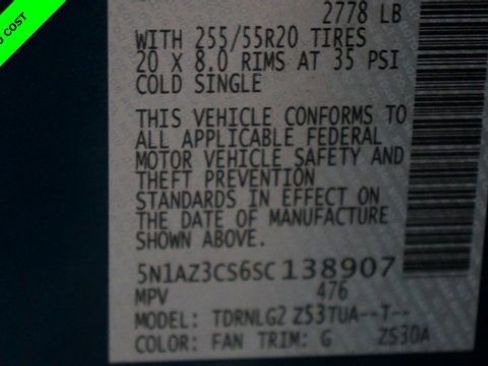 COST
2778 LB
WITH 255/55R20 TIRES
20 X 8.0 RIMS AT 35 PSI
COLD SINGLE
THIS VEHICLE CONFORMS TO
ALL APPLICABLE FEDERAL
MOTOR VEHICLE SAFETY AND
THEFT PREVENTION
STANDARDS IN EFFECT ON
THE DATE OF MANUFACTURE
SHOWN ABOVE.
5N1AZ3CS6SC138907
MPV 476
MODEL: TDRNLG2 ZS3TUA--T--
COLOR: FAN TRIM: G ZS30A